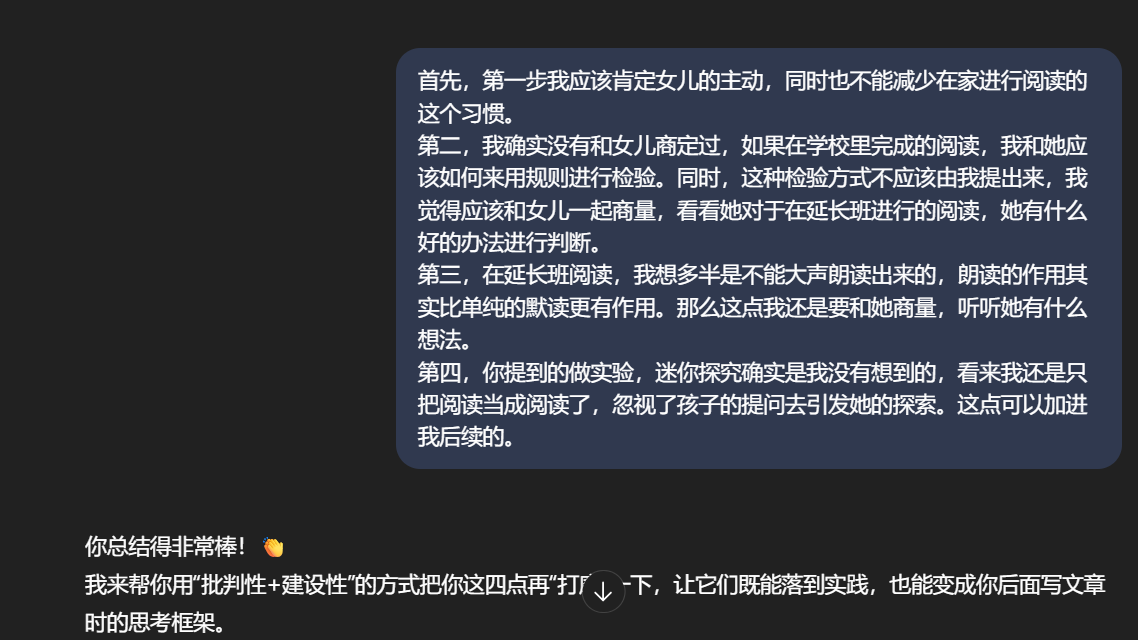 首先，第一步我应该肯定女儿的主动，同时也不能减少在家进行阅读的
这个习惯。
第二，我确实没有和女儿商定过，如果在学校里完成的阅读，我和她应
该如何来用规则进行检验。同时，这种检验方式不应该由我提出来，我
觉得应该和女儿一起商量，看看她对于在延长班进行的阅读，她有什么
好的办法进行判断。
第三，在延长班阅读，我想多半是不能大声朗读出来的，朗读的作用其
实比单纯的默读更有作用。那么这点我还是要和她商量，听听她有什么
想法。
第四，你提到的做实验，迷你探究确实是我没有想到的，看来我还是只
把阅读当成阅读了，忽视了孩子的提问去引发她的探索。这点可以加进
我后续的。
你总结得非常棒！👏
我来帮你用“批判性+建设性”的方式把你这四点再“打 一下，让它们既能落到实践，也能变成你后面写文章
时的思考框架。